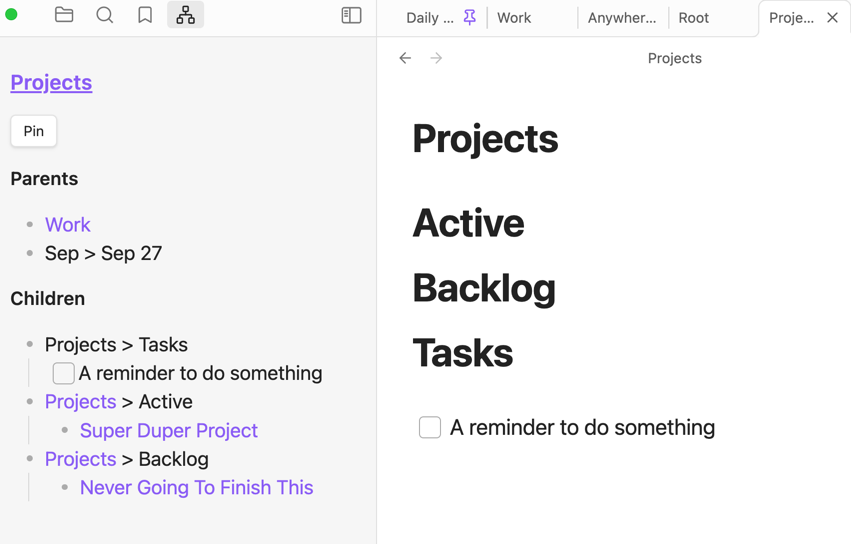 Daily ...
Work
Anywher...
Root
Proje...
Projects
Pin
Parents
Work
Sep > Sep 27
Children
Projects > Tasks
A reminder to do something
Projects > Active
Super Duper Project
Projects > Backlog
Never Going To Finish This
Projects
Projects
Active
Backlog
Tasks
A reminder to do something